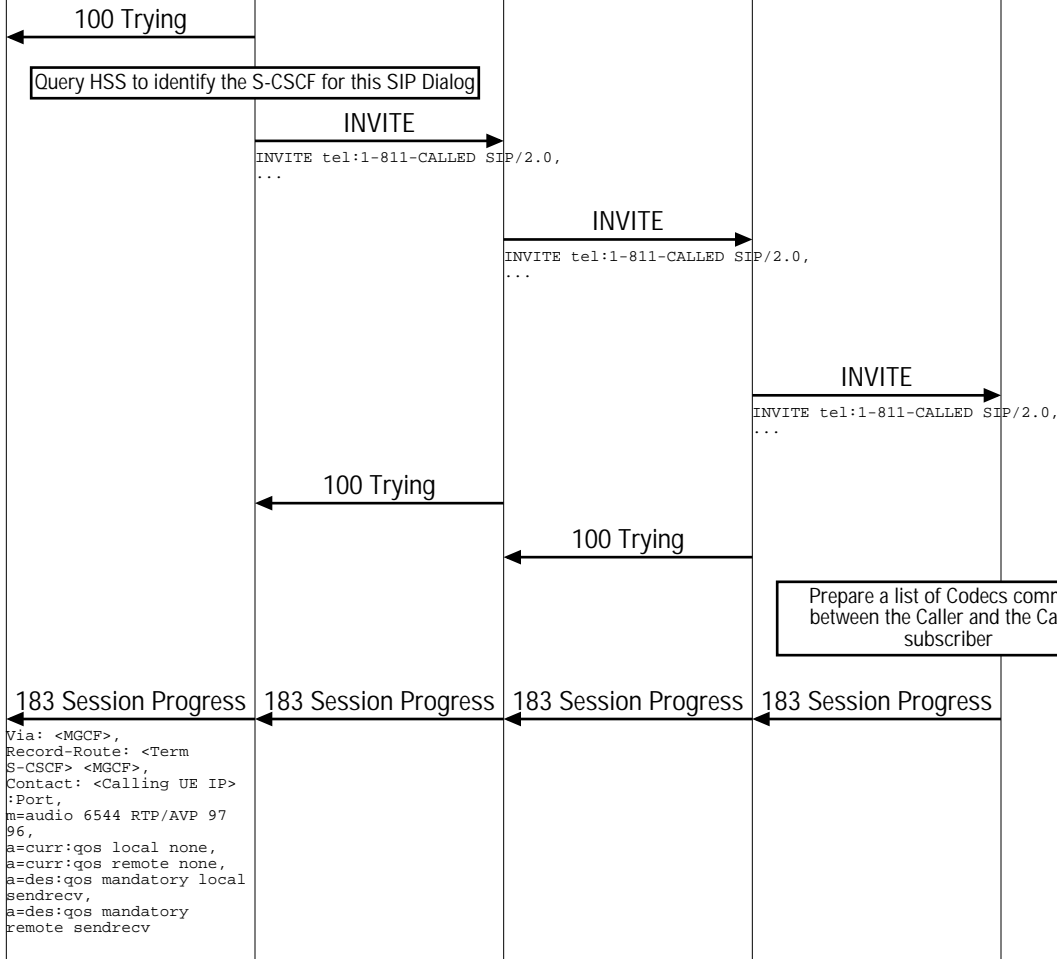 100 Trying
Query HSS to identify the S-CSCF for this SIP Dialog
INVITE
INVITE tel:1-811-CALLED SIP/2.0,
...
INVITE
INVITE tel:1-811-CALLED SIP/2.0,
...
INVITE
INVITE tel:1-811-CALLED SIP/2.0,
...
100 Trying
100 Trying
Prepare a list of Codecs
between the Caller and the
subscriber
183 Session Progress
183 Session Progress
183 Session Progress
183 Session Progress
Via: <MGCF>,
Record-Route: <Term
S-CSCF> <MGCF>,
Contact: <Calling UE IP>
:Port,
m=audio 6544 RTP/AVP 97
96,
a=curr:qos local none,
a=curr:qos remote none,
a=des:qos mandatory local
sendrecv,
a=des:qos mandatory
remote sendrecv